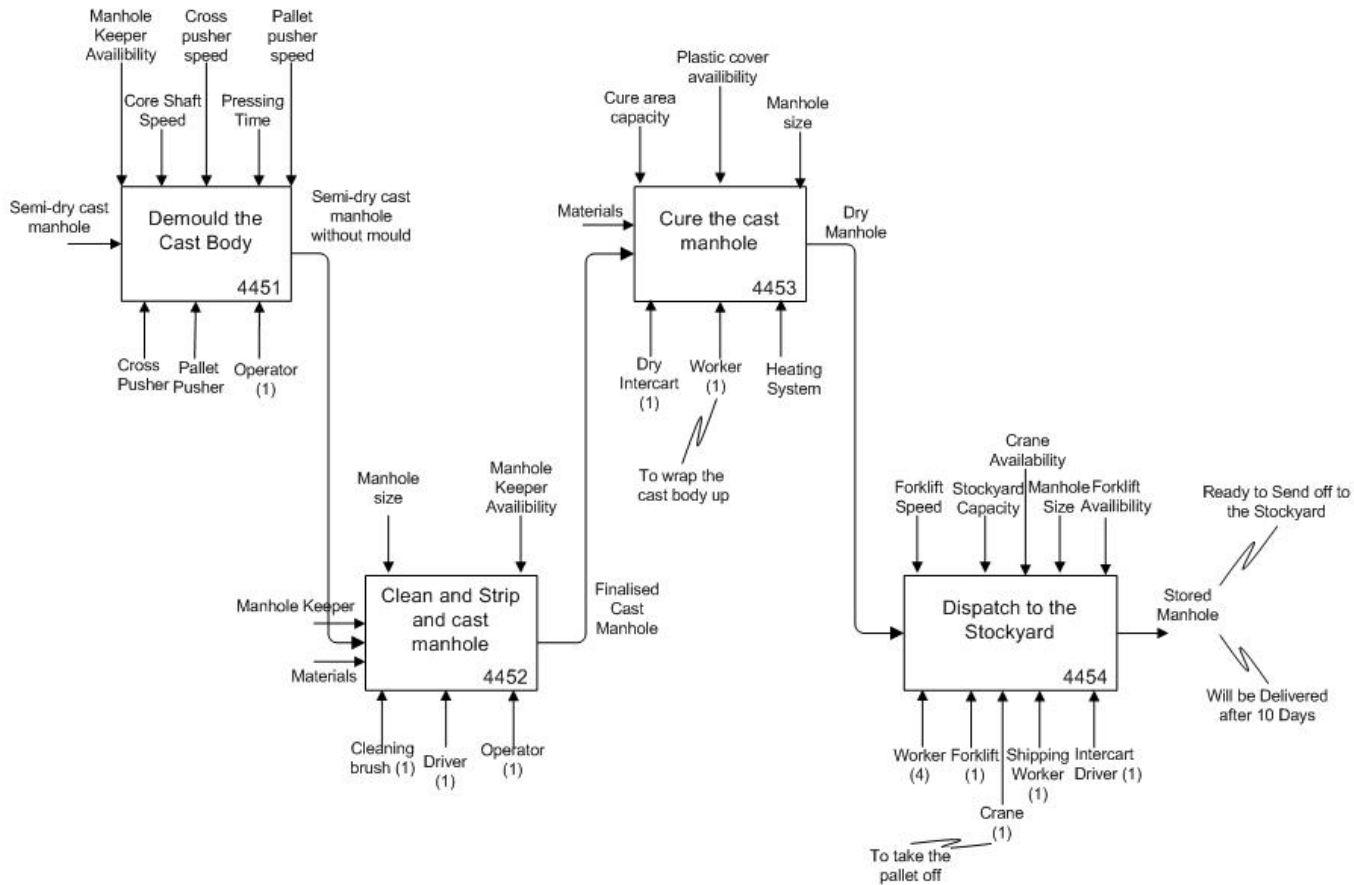 Manhole
Keeper
Availibility
Cross
pusher
speed
Pallet
pusher
speed
Core Shaft
Speed
Pressing
Time
Semi-dry cast
manhole
Demould the
Cast Body
4451
Semi-dry cast
manhole
without mould
Cross
Pusher
Pallet
Pusher
Operator
(1)
Plastic cover
availibility
Cure area
capacity
Manhole
size
Materials
Cure the cast
manhole
4453
Dry
Manhole
Dry
Intercart
(1)
Worker
(1)
Heating
System
To wrap the
cast body up
Manhole
size
Manhole
Keeper
Availibility
Manhole Keeper
Materials
Clean and Strip
and cast
manhole
4452
Finalised
Cast
Manhole
Cleaning
brush (1)
Driver
(1)
Operator
(1)
Crane
Availability
Forklift
Speed
Stockyard
Capacity
Manhole
Size
Forklift
Availibility
Dispatch to the
Stockyard
4454
Stored
Manhole
Ready to Send off to
the Stockyard
Will be Delivered
after 10 Days
Worker
(4)
Forklift
(1)
Shipping
Worker
(1)
Intercart
Driver (1)
Crane
(1)
To take the
pallet off